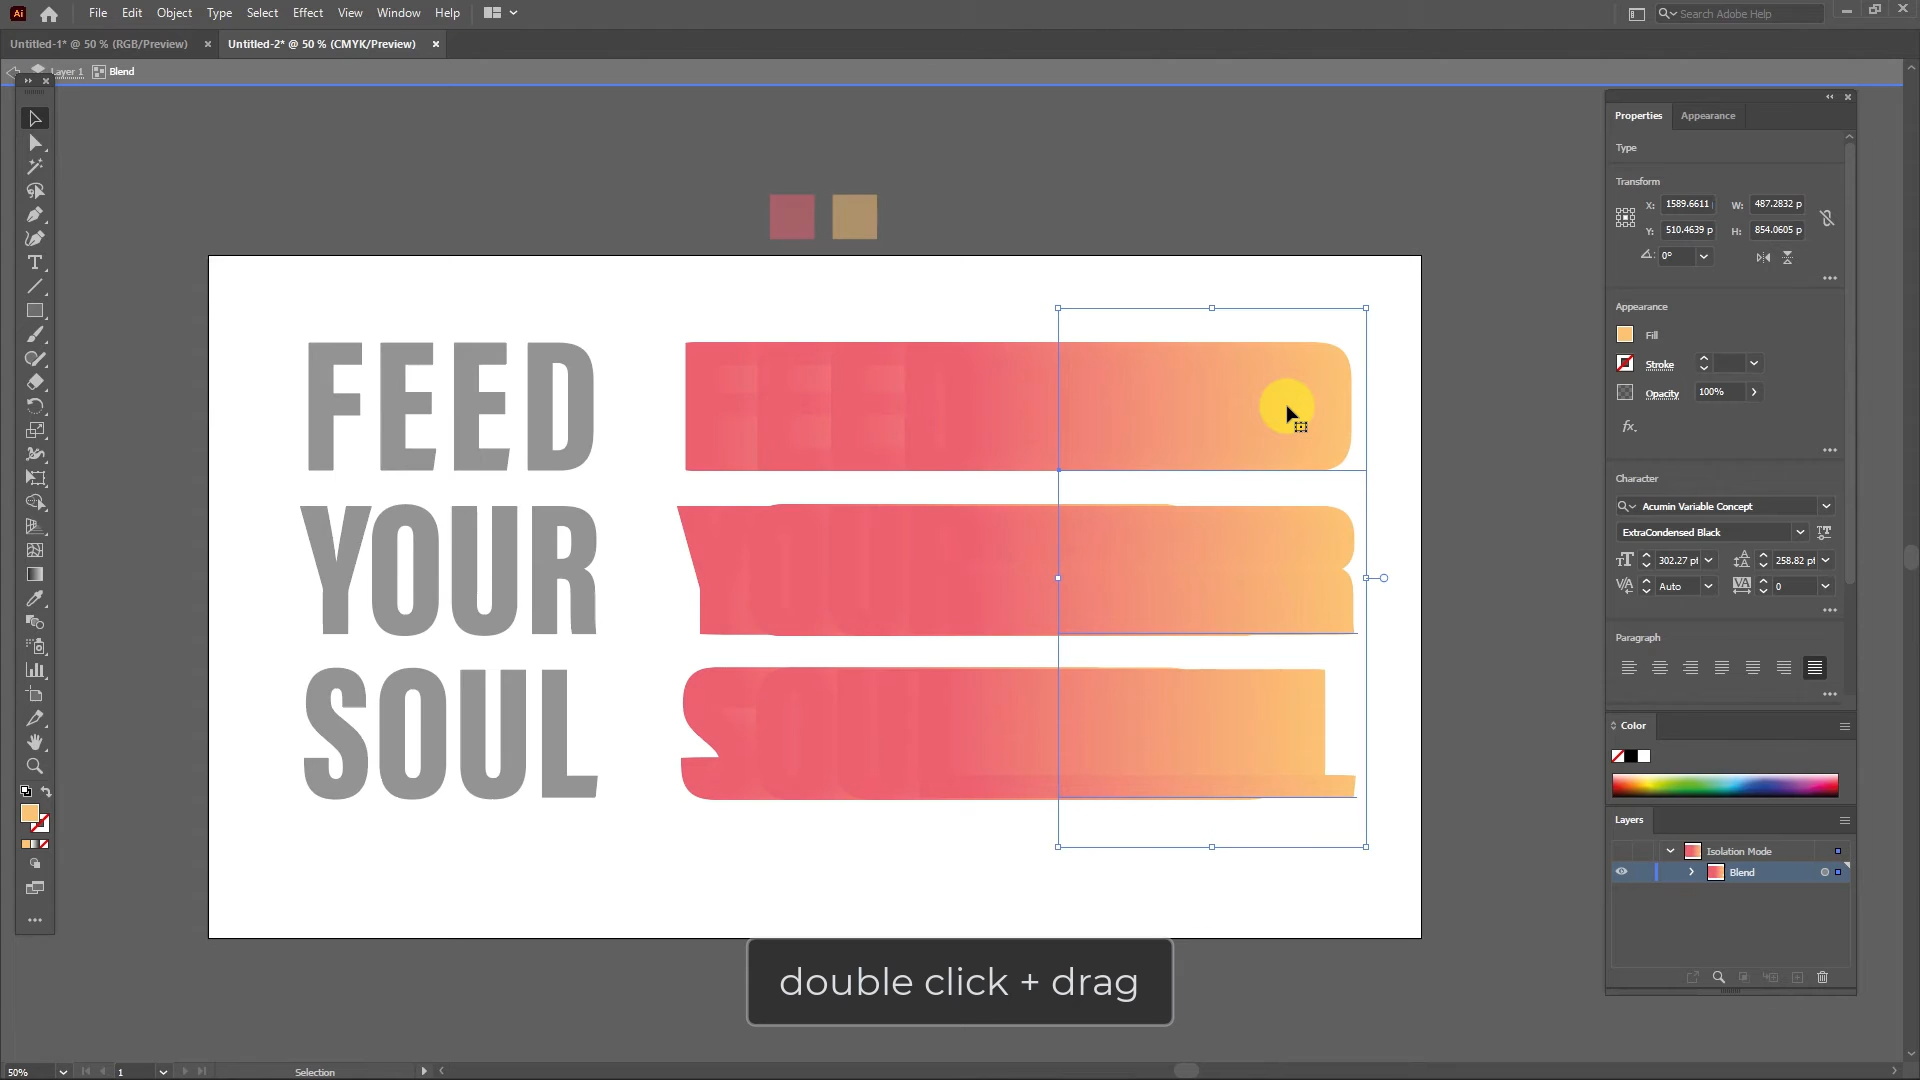 Ai File Edit Object Type Select Effect View Window Help
Search Adobe Help
Untitled-1* @ 50 % (RGB/Preview) Untitled-2* @ 50 % (CMYK/Preview)
Layer 1 Blend
Properties Appearance
Type
Transform
X: 1589.6611 W: 487.2832 p
Y: 510.4639 p H: 854.0605 p
0°
Appearance
Fill
Stroke
Opacity 100%
fx.
Character
Acumin Variable Concept
ExtraCondensed Black
302.27 pt 258.82 pt
Auto 0
Paragraph
Color
Layers
Isolation Mode
Blend
FEED
YOUR
SOUL
double click + drag
50% 1 Selection